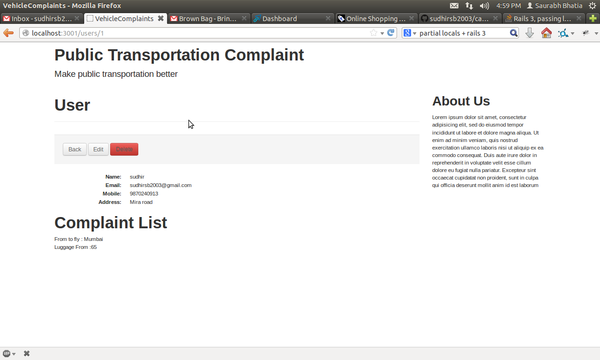 VehicleComplaints - Mozilla Firefox
4:59 PM Saurabh Bhatia
Inbox - sudhirsb2... VehicleComplaints Brown Bag - Brin... Dashboard Online Shopping ... sudhirsb2003/ca... Rails 3, passing l...
localhost:3001/users/1 partial locals + rails 3
Public Transportation Complaint
Make public transportation better
User
Back Edit Delete
Name: sudhir
Email: sudhirsb2003@gmail.com
Mobile: 9870240913
Address: Mira road
Complaint List
From to fly : Mumbai
Luggage From :65
About Us
Lorem ipsum dolor sit amet, consectetur
adipisicing elit, sed do eiusmod tempor
incididunt ut labore et dolore magna aliqua. Ut
enim ad minim veniam, quis nostrud
exercitation ullamco laboris nisi ut aliquip ex ea
commodo consequat. Duis aute irure dolor in
reprehenderit in voluptate velit esse cillum
dolore eu fugiat nulla pariatur. Excepteur sint
occaecat cupidatat non proident, sunt in culpa
qui officia deserunt mollit anim id est laborum